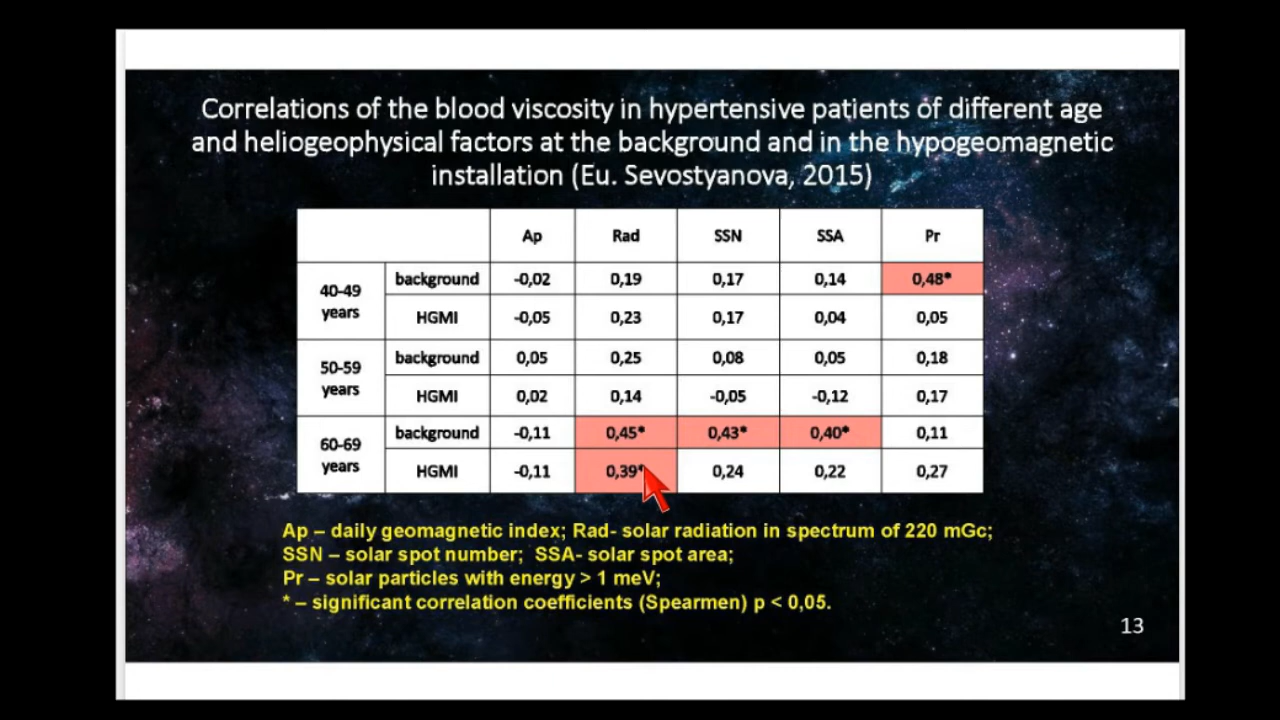 Correlations of the blood viscosity in hypertensive patients of different age
and heliogeophysical factors at the background and in the hypogeomagnetic
installation (Eu. Sevostyanova, 2015)
Ap Rad SSN SSA Pr
40-49 years background -0,02 0,19 0,17 0,14 0,48*
HGMI -0,05 0,23 0,17 0,04 0,05
50-59 years background 0,05 0,25 0,08 0,05 0,18
HGMI 0,02 0,14 -0,05 -0,12 0,17
60-69 years background -0,11 0,45* 0,43* 0,40* 0,11
HGMI -0,11 0,39* 0,24 0,22 0,27
Ap – daily geomagnetic index; Rad- solar radiation in spectrum of 220 mGc;
SSN – solar spot number; SSA- solar spot area;
Pr – solar particles with energy > 1 meV;
* – significant correlation coefficients (Spearmen) p < 0,05.
13